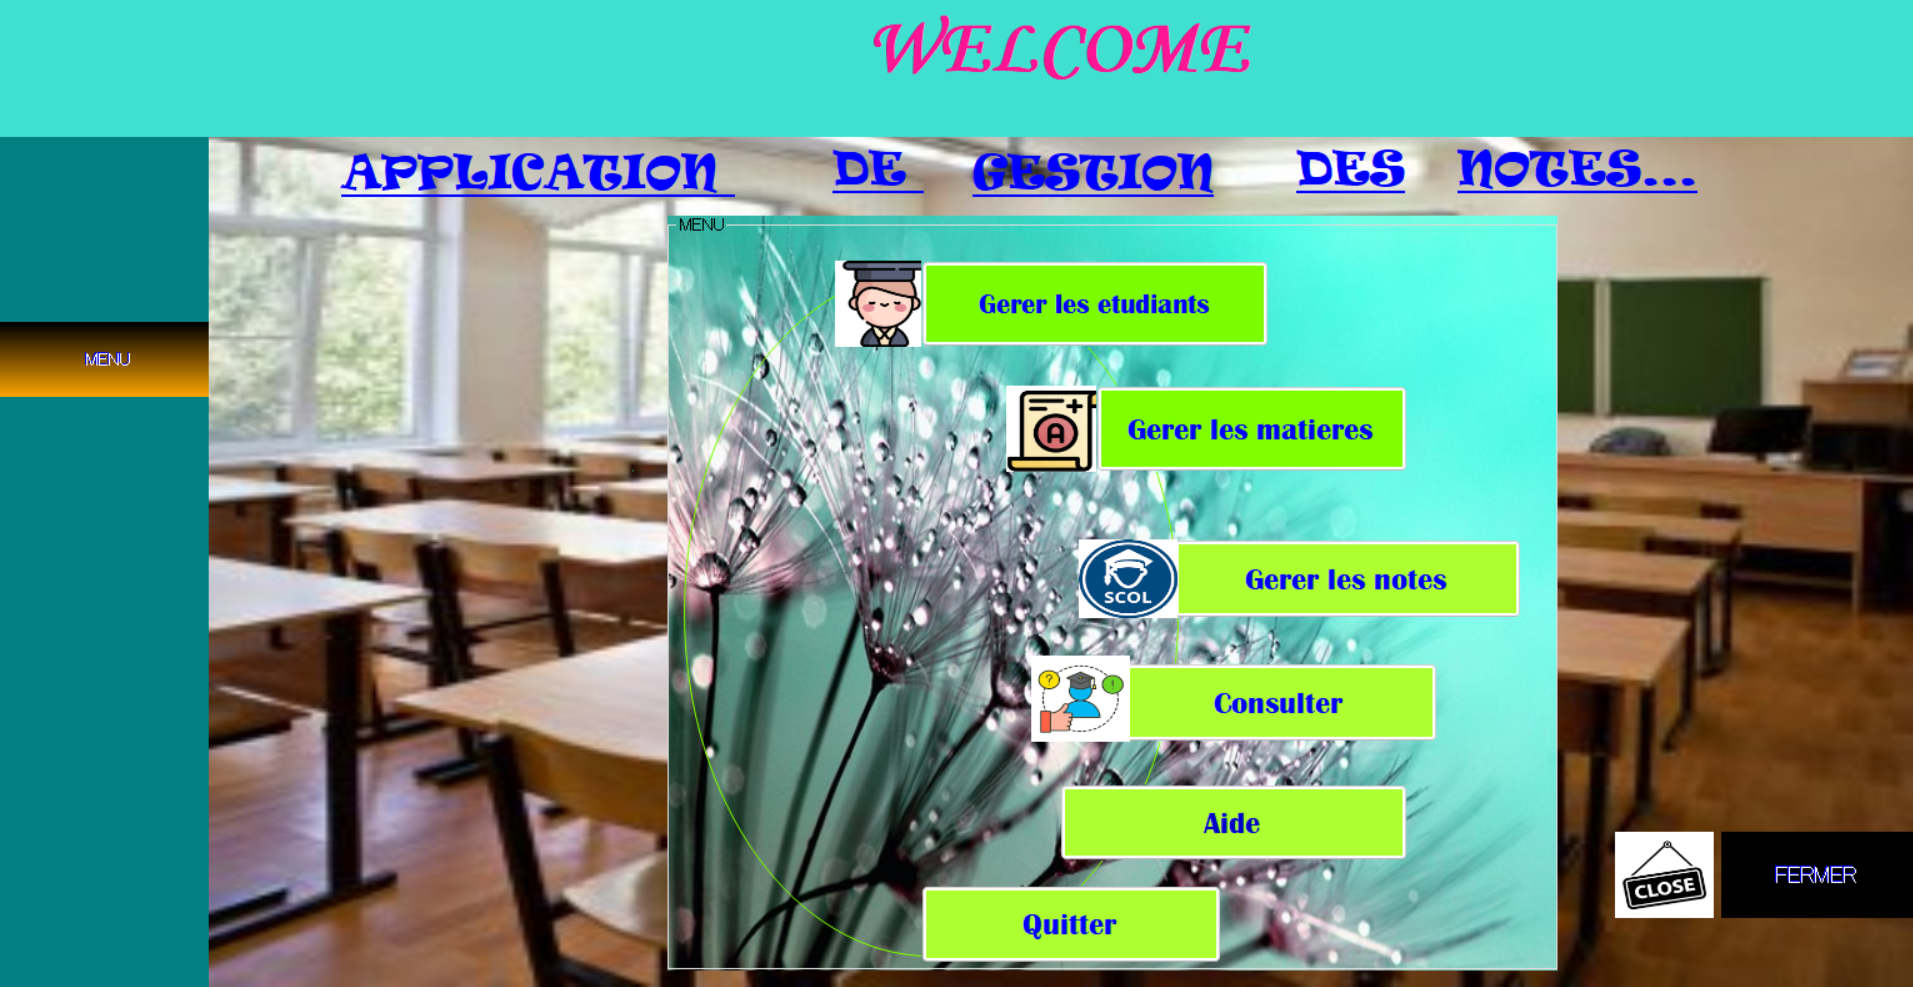 WELCOME
APPLICATION DE GESTION DES NOTES...
MENU
MENU
Gerer les etudiants
A
Gerer les matieres
SCOL
Gerer les notes
? !
Consulter
Aide
CLOSE
FERMER
Quitter